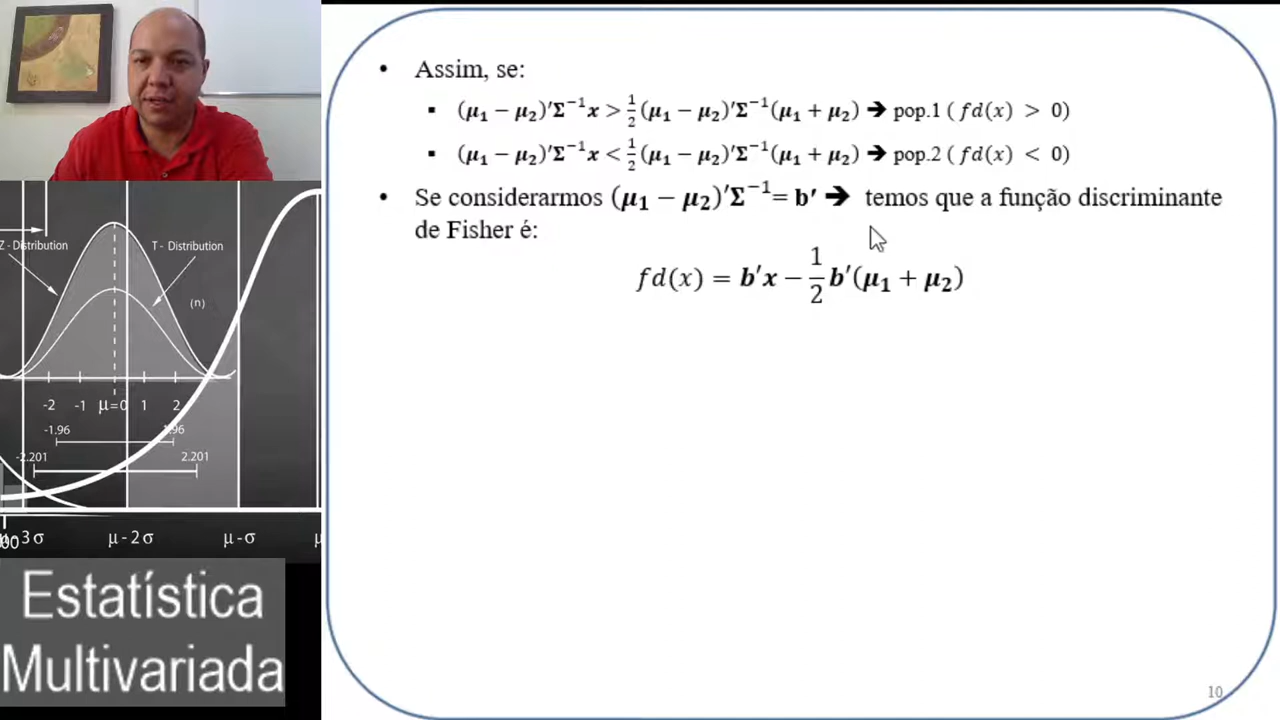 • Assim, se:
▪ (μ₁ − μ₂)′Σ⁻¹x > ½(μ₁ − μ₂)′Σ⁻¹(μ₁ + μ₂) ➔ pop.1 ( fd(x) > 0)
▪ (μ₁ − μ₂)′Σ⁻¹x < ½(μ₁ − μ₂)′Σ⁻¹(μ₁ + μ₂) ➔ pop.2 ( fd(x) < 0)
• Se considerarmos (μ₁ − μ₂)′Σ⁻¹= b′ ➔ temos que a função discriminante
de Fisher é:
fd(x) = b′x − ½b′(μ₁ + μ₂)
Z - Distribution
T - Distribution
(n)
-2 -1 μ=0 1 2
-1.96 1.96
-2.201 2.201
μ-3σ μ-2σ μ-σ μ
00
Estatística
Multivariada
10